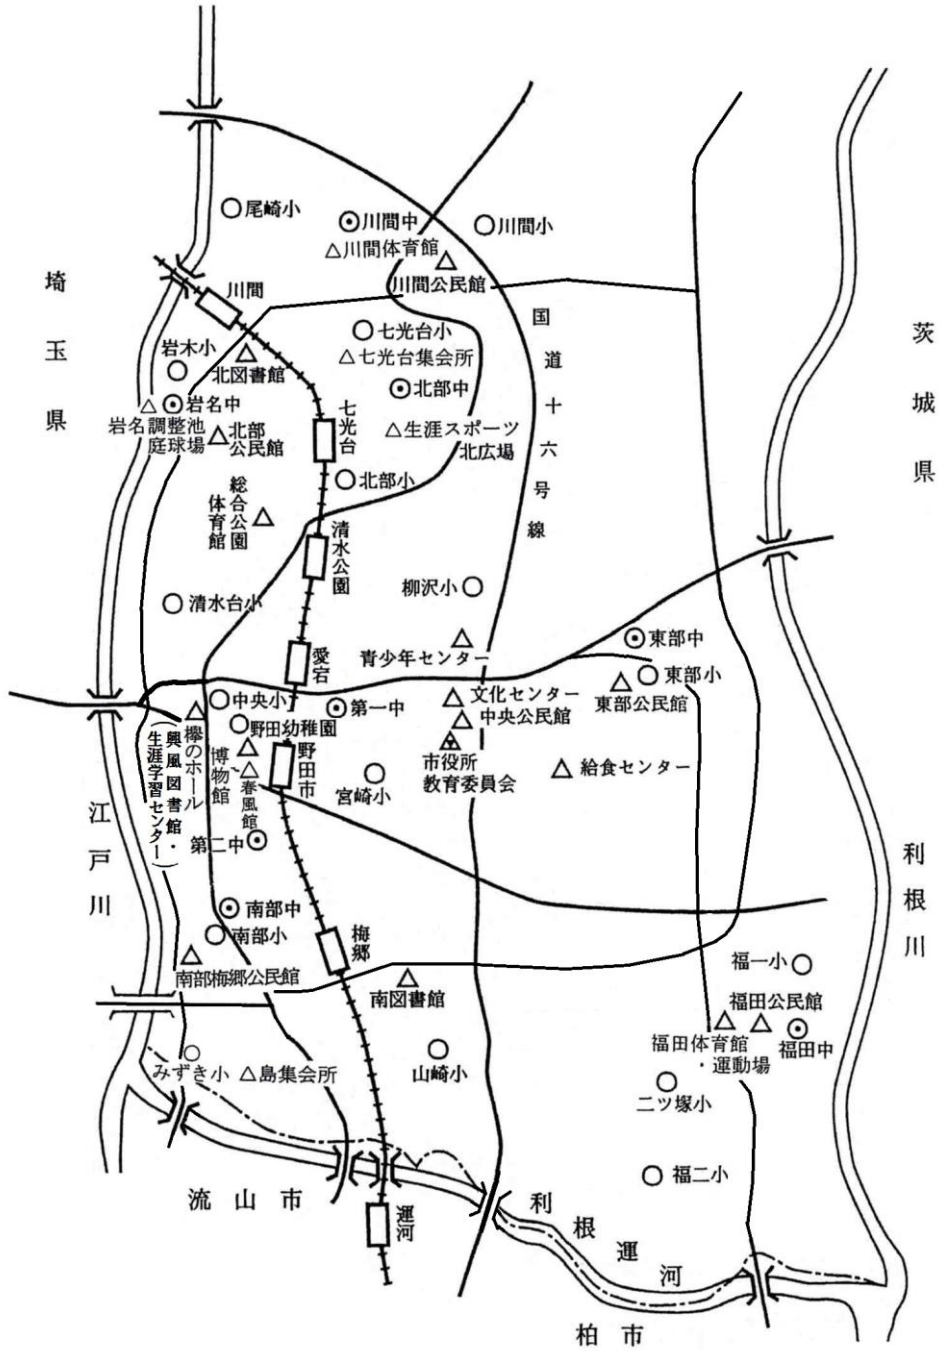 尾崎小
川間中
川間小
△川間体育館
川間公民館
埼玉県
川間
国道十六号線
茨城県
七光台小
△七光台集会所
岩木小
北図書館
北部中
岩名中
岩名調整池
庭球場
北部
公民館
七光台
△生涯スポーツ
北広場
北部小
総合公園
体育館
清水公園
柳沢小
清水台小
愛宕
青少年センター
東部中
東部小
東部公民館
中央小
第一中
文化センター
中央公民館
野田幼稚園
欅のホール
(興風図書館・
生涯学習センター)
博物館
春風館
野田市
市役所
教育委員会
給食センター
宮崎小
第二中
江戸川
利根川
南部中
南部小
梅郷
南部梅郷公民館
南図書館
福一小
福田公民館
福田体育館
・運動場
福田中
みずき小
△島集会所
山崎小
二ツ塚小
福二小
流山市
運河
利根運河
柏市